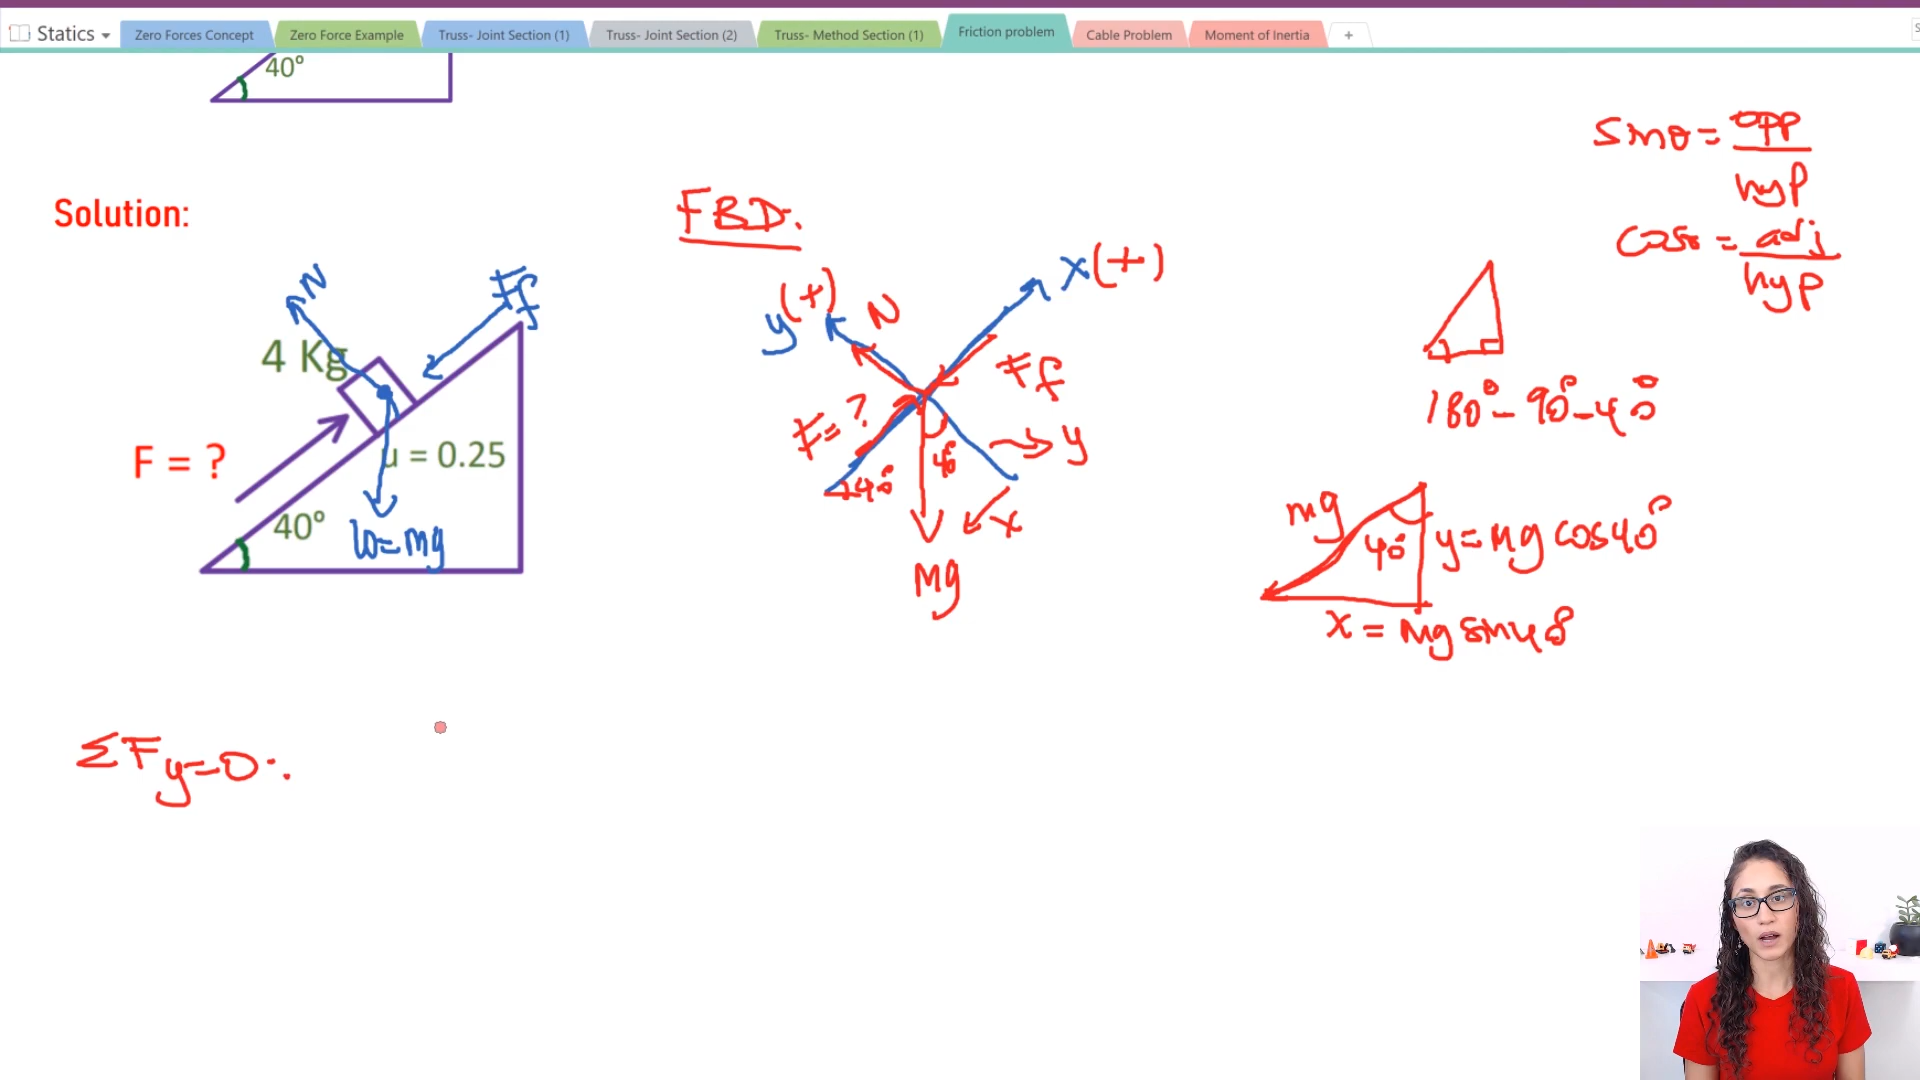 Statics
Zero Forces Concept
Zero Force Example
Truss- Joint Section (1)
Truss- Joint Section (2)
Truss- Method Section (1)
Friction problem
Cable Problem
Moment of Inertia
+
40°
Solution:
N
Ff
4 Kg
F = ?
u = 0.25
40°
W=mg
FBD.
y(+)
N
x(+)
Ff
F=?
40°
40°
y
x
Mg
sinθ = opp
hyp
cosθ = adj
hyp
180° - 90° - 40°
mg
40°
y = Mg cos40°
x = Mg sin40°
ΣFy=0 :.